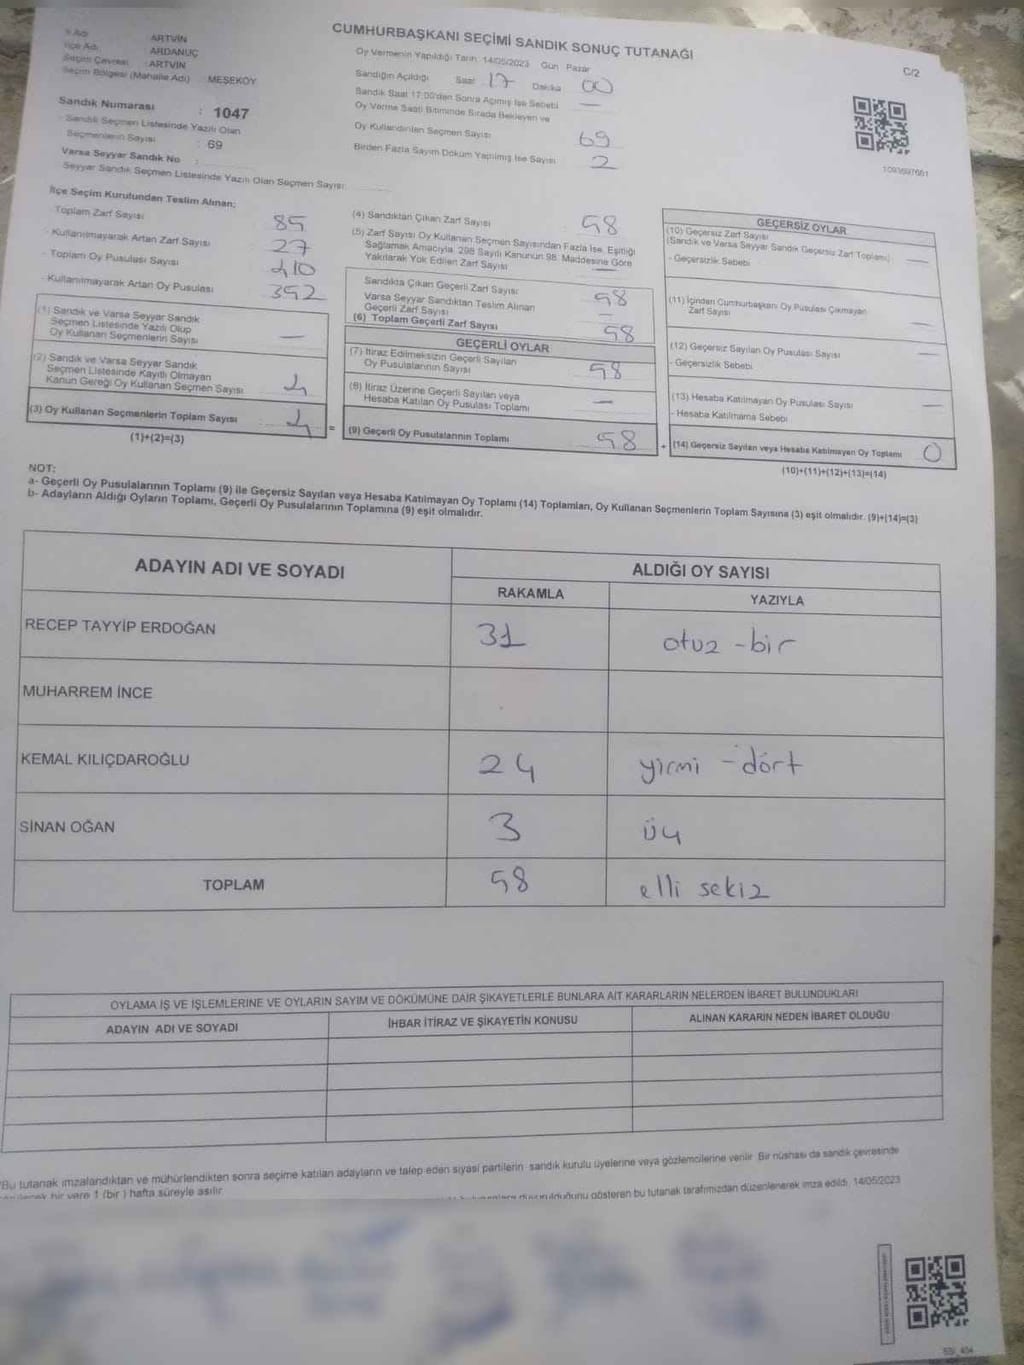 CUMHURBAŞKANI SEÇİMİ SANDIK SONUÇ TUTANAĞI
C/2
İl Adı ARTVİN
İlçe Adı ARDANUÇ
Seçim Çevresi : ARTVİN
Seçim Bölgesi (Mahalle Adı) MEŞEKÖY
Sandık Numarası : 1047
Sandık Seçmen Listesinde Yazılı Olan
Seçmenlerin Sayısı : 69
Varsa Seyyar Sandık No :
Seyyar Sandık Seçmen Listesinde Yazılı Olan Seçmen Sayısı:
Oy Vermenin Yapıldığı Tarih: 14/05/2023 Gün Pazar
Sandığın Açıldığı Saat 17 Dakika 00
Sandık Saat 17:00'den Sonra Açılmış İse Sebebi —
Oy Verme Saati Bitiminde Sırada Bekleyen ve
Oy Kullandırılan Seçmen Sayısı 69
Birden Fazla Sayım Döküm Yapılmış İse Sayısı 2
1093697661
İlçe Seçim Kurulundan Teslim Alınan;
Toplam Zarf Sayısı 85
- Kullanılmayarak Artan Zarf Sayısı 27
- Toplam Oy Pusulası Sayısı 410
- Kullanılmayarak Artan Oy Pusulası 352
(1) Sandık ve Varsa Seyyar Sandık
Seçmen Listesinde Yazılı Olup
Oy Kullanan Seçmenlerin Sayısı —
(2) Sandık ve Varsa Seyyar Sandık
Seçmen Listesinde Kayıtlı Olmayan
Kanun Gereği Oy Kullanan Seçmen Sayısı
(3) Oy Kullanan Seçmenlerin Toplam Sayısı
(1)+(2)=(3)
=
(4) Sandıktan Çıkan Zarf Sayısı 58
(5) Zarf Sayısı Oy Kullanan Seçmen Sayısından Fazla İse, Eşitliği
Sağlamak Amacıyla, 298 Sayılı Kanunun 98. Maddesine Göre
Yakılarak Yok Edilen Zarf Sayısı —
Sandıkta Çıkan Geçerli Zarf Sayısı 58
Varsa Seyyar Sandıktan Teslim Alınan
Geçerli Zarf Sayısı —
(6) Toplam Geçerli Zarf Sayısı 58
GEÇERLİ OYLAR
(7) İtiraz Edilmeksizin Geçerli Sayılan
Oy Pusulalarının Sayısı 58
(8) İtiraz Üzerine Geçerli Sayılan veya
Hesaba Katılan Oy Pusulası Toplamı —
(9) Geçerli Oy Pusulalarının Toplamı 58
+
GEÇERSİZ OYLAR
(10) Geçersiz Zarf Sayısı
(Sandık ve Varsa Seyyar Sandık Geçersiz Zarf Toplamı) —
- Geçersizlik Sebebi
(11) İçinden Cumhurbaşkanı Oy Pusulası Çıkmayan
Zarf Sayısı —
(12) Geçersiz Sayılan Oy Pusulası Sayısı —
- Geçersizlik Sebebi
(13) Hesaba Katılmayan Oy Pusulası Sayısı —
- Hesaba Katılmama Sebebi
(14) Geçersiz Sayılan veya Hesaba Katılmayan Oy Toplamı 0
(10)+(11)+(12)+(13)=(14)
NOT:
a- Geçerli Oy Pusulalarının Toplamı (9) ile Geçersiz Sayılan veya Hesaba Katılmayan Oy Toplamı (14) Toplamları, Oy Kullanan Seçmenlerin Toplam Sayısına (3) eşit olmalıdır. (9)+(14)=(3)
b- Adayların Aldığı Oyların Toplamı, Geçerli Oy Pusulalarının Toplamına (9) eşit olmalıdır.
ADAYIN ADI VE SOYADI
ALDIĞI OY SAYISI
RAKAMLA YAZIYLA
RECEP TAYYİP ERDOĞAN 31 otuz - bir
MUHARREM İNCE
KEMAL KILIÇDAROĞLU 24 yirmi - dört
SİNAN OĞAN 3 üç
TOPLAM 58 elli sekiz
OYLAMA İŞ VE İŞLEMLERİNE VE OYLARIN SAYIM VE DÖKÜMÜNE DAİR ŞİKAYETLERLE BUNLARA AİT KARARLARIN NELERDEN İBARET BULUNDUKLARI
ADAYIN ADI VE SOYADI İHBAR İTİRAZ VE ŞİKAYETİN KONUSU ALINAN KARARIN NEDEN İBARET OLDUĞU
*Bu tutanak imzalandıktan ve mühürlendikten sonra seçime katılan adayların ve talep eden siyasi partilerin sandık kurulu üyelerine veya gözlemcilerine verilir. Bir nüshası da sandık çevresinde
bir yere 1 (bir) hafta süreyle asılır.
duyurulduğunu gösteren bu tutanak tarafımızdan düzenlenerek imza edildi. 14/05/2023